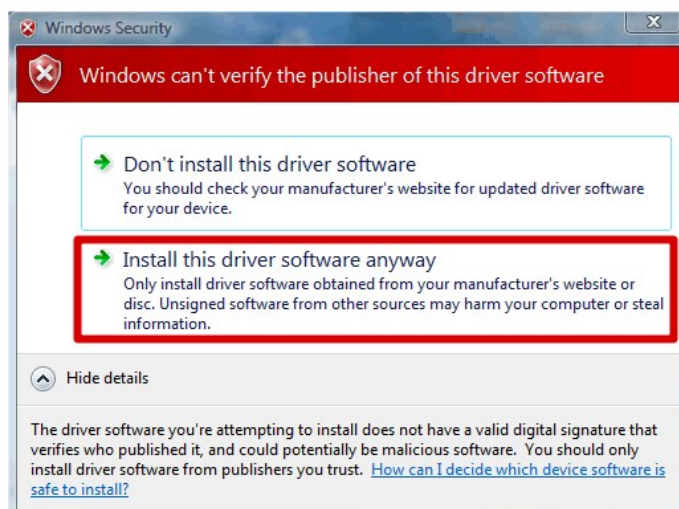 Windows Security
Windows can't verify the publisher of this driver software
Don't install this driver software
You should check your manufacturer's website for updated driver software
for your device.
Install this driver software anyway
Only install driver software obtained from your manufacturer's website or
disc. Unsigned software from other sources may harm your computer or steal
information.
Hide details
The driver software you're attempting to install does not have a valid digital signature that
verifies who published it, and could potentially be malicious software. You should only
install driver software from publishers you trust. How can I decide which device software is
safe to install?